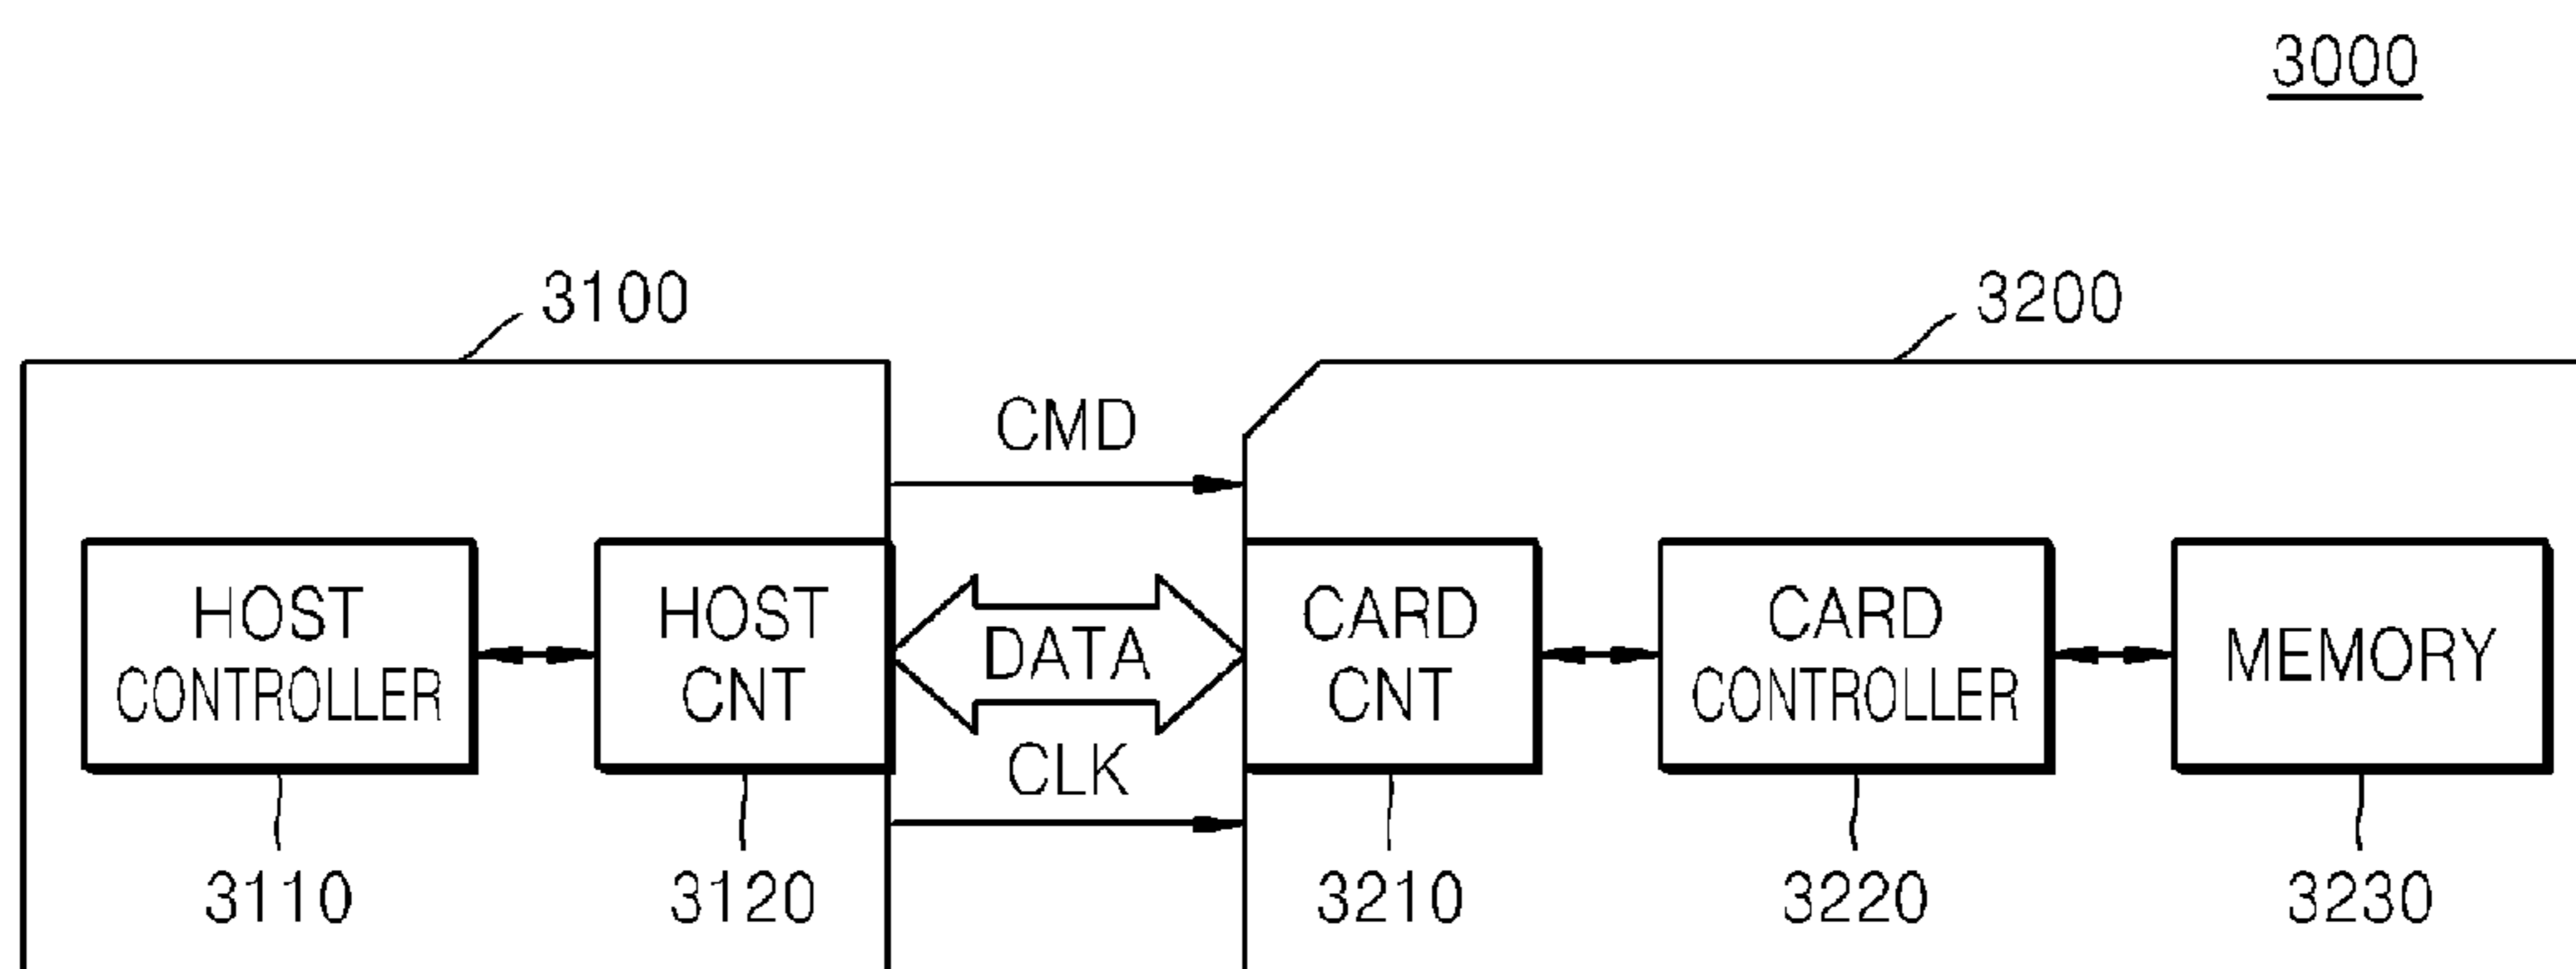 3000
3100
3200
CMD
HOST
CONTROLLER
HOST
CNT
DATA
CARD
CNT
CARD
CONTROLLER
MEMORY
CLK
3110
3120
3210
3220
3230